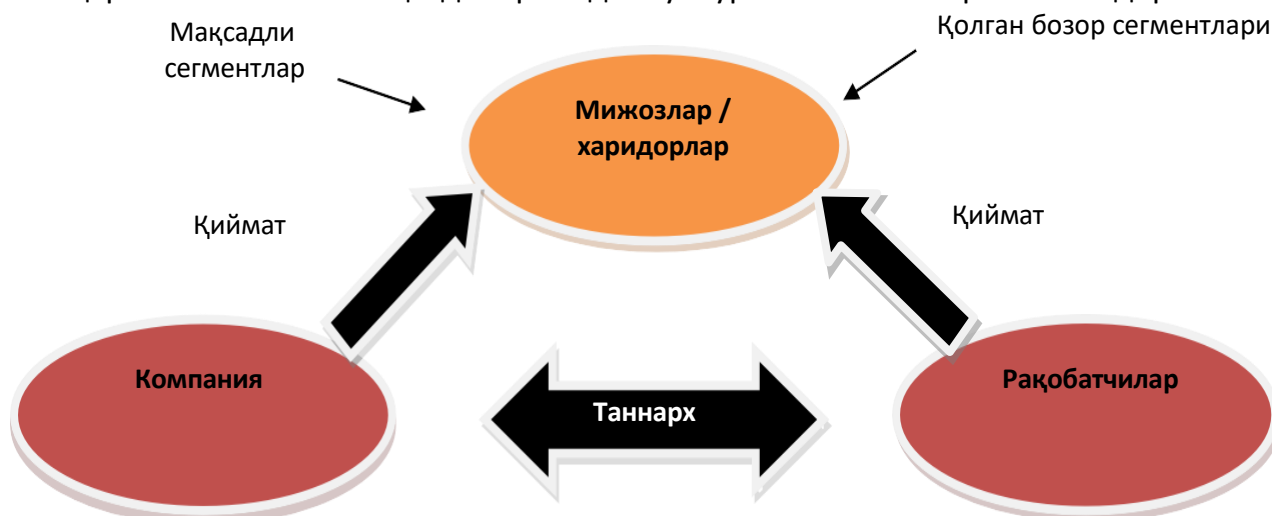 Мақсадли
сегментлар
Қолган бозор сегментлари
Мижозлар /
харидорлар
Қиймат
Қиймат
Компания
Рақобатчилар
Таннарх